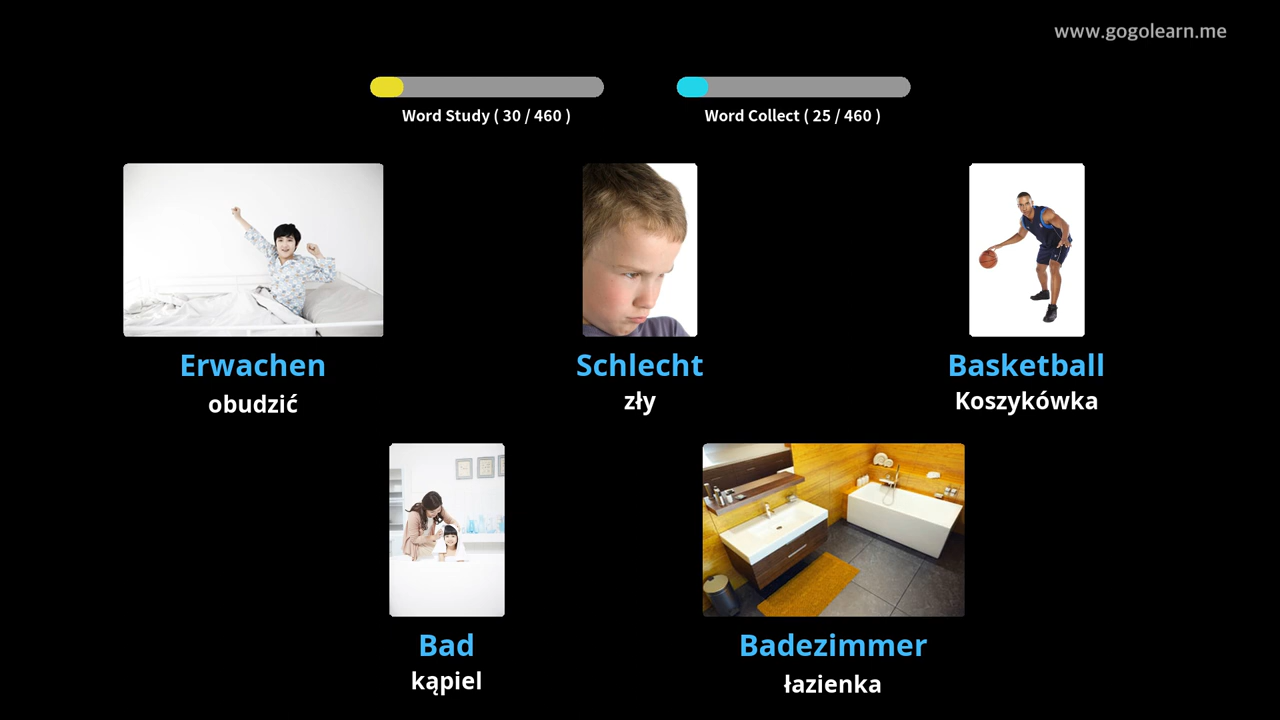 www.gogolearn.me
Word Study ( 30 / 460 )
Word Collect ( 25 / 460 )
Erwachen
obudzić
Schlecht
zły
Basketball
Koszykówka
Bad
kąpiel
Badezimmer
łazienka